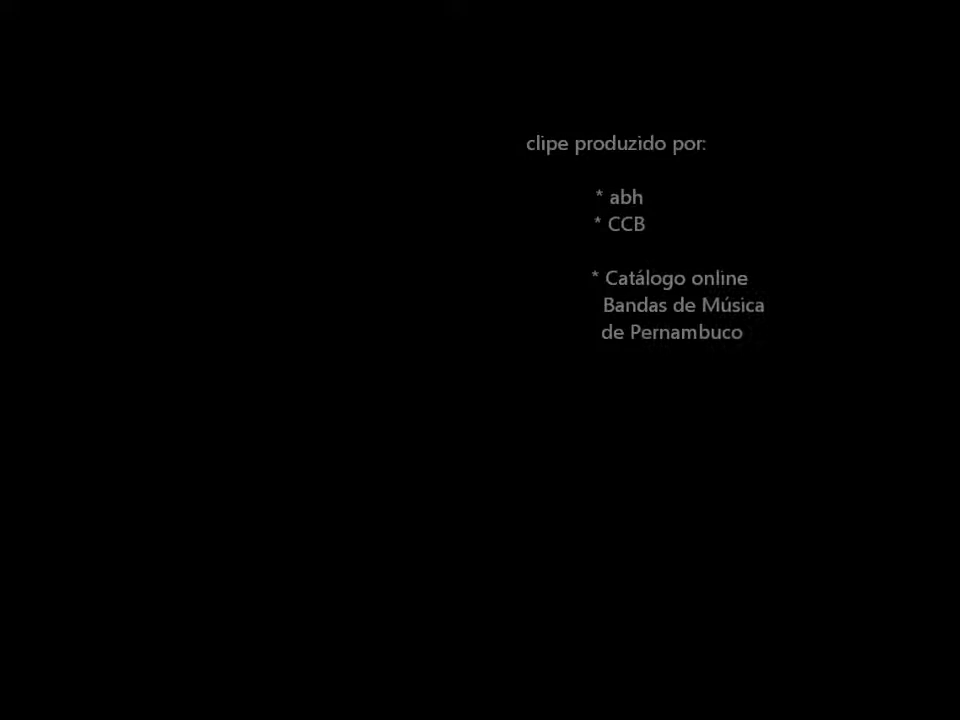 clipe produzido por:
* abh
* CCB
* Catálogo online
Bandas de Música
de Pernambuco